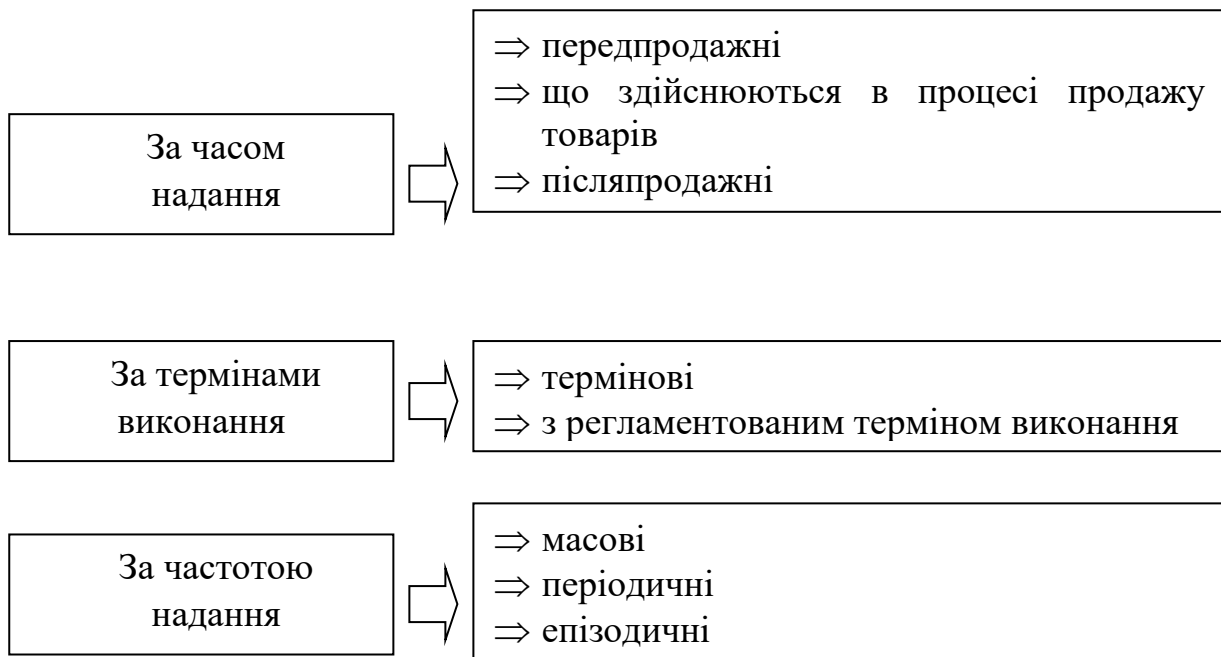 За часом
надання
⇒ передпродажні
⇒ що здійснюються в процесі продажу
товарів
⇒ післяпродажні
За термінами
виконання
⇒ термінові
⇒ з регламентованим терміном виконання
За частотою
надання
⇒ масові
⇒ періодичні
⇒ епізодичні